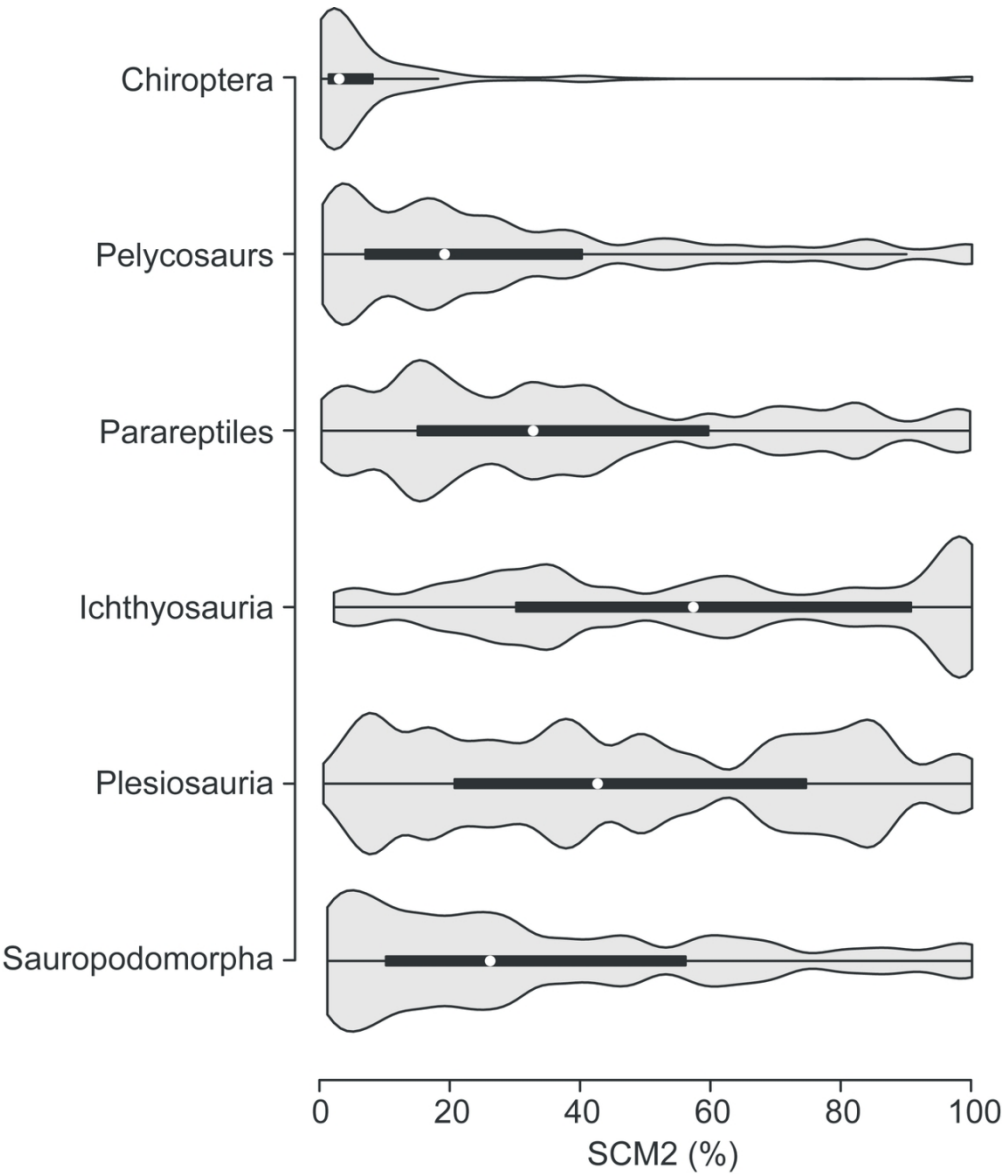 Chiroptera
Pelycosaurs
Parareptiles
Ichthyosauria
Plesiosauria
Sauropodomorpha
0 20 40 60 80 100
SCM2 (%)